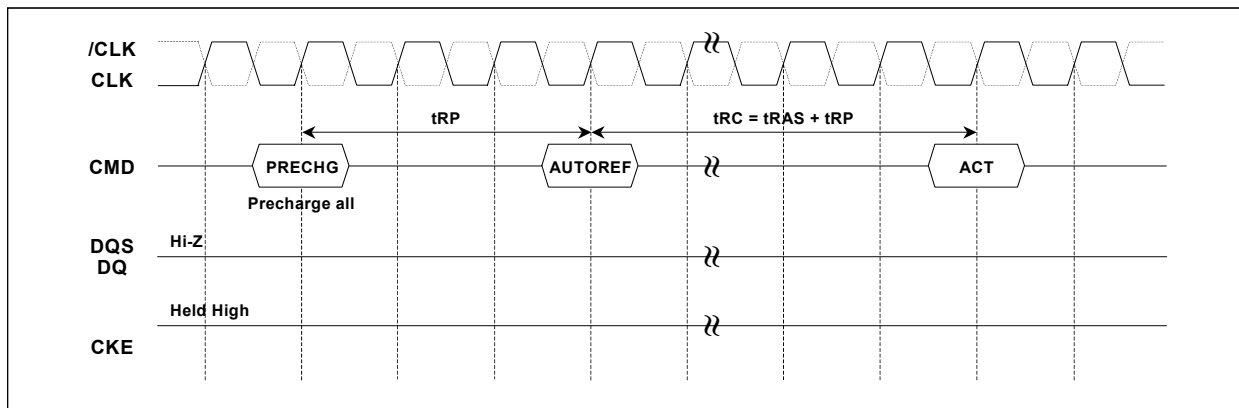 /CLK
CLK
tRP
tRC = tRAS + tRP
CMD
PRECHG
AUTOREF
ACT
Precharge all
DQS
DQ
Hi-Z
Held High
CKE